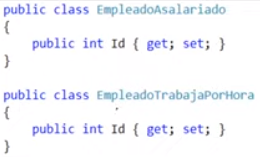 public class EmpleadoAsalariado
{
    public int Id { get; set; }
}
public class EmpleadoTrabajaPorHora
{
    public int Id { get; set; }
}